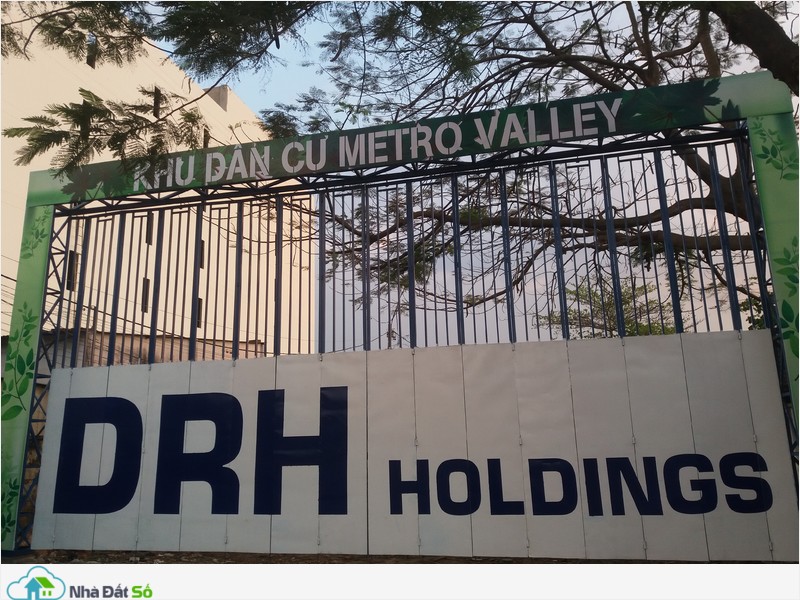 KHU DÂN CƯ METRO VALLEY
DRH HOLDINGS
Nhà Đất Số